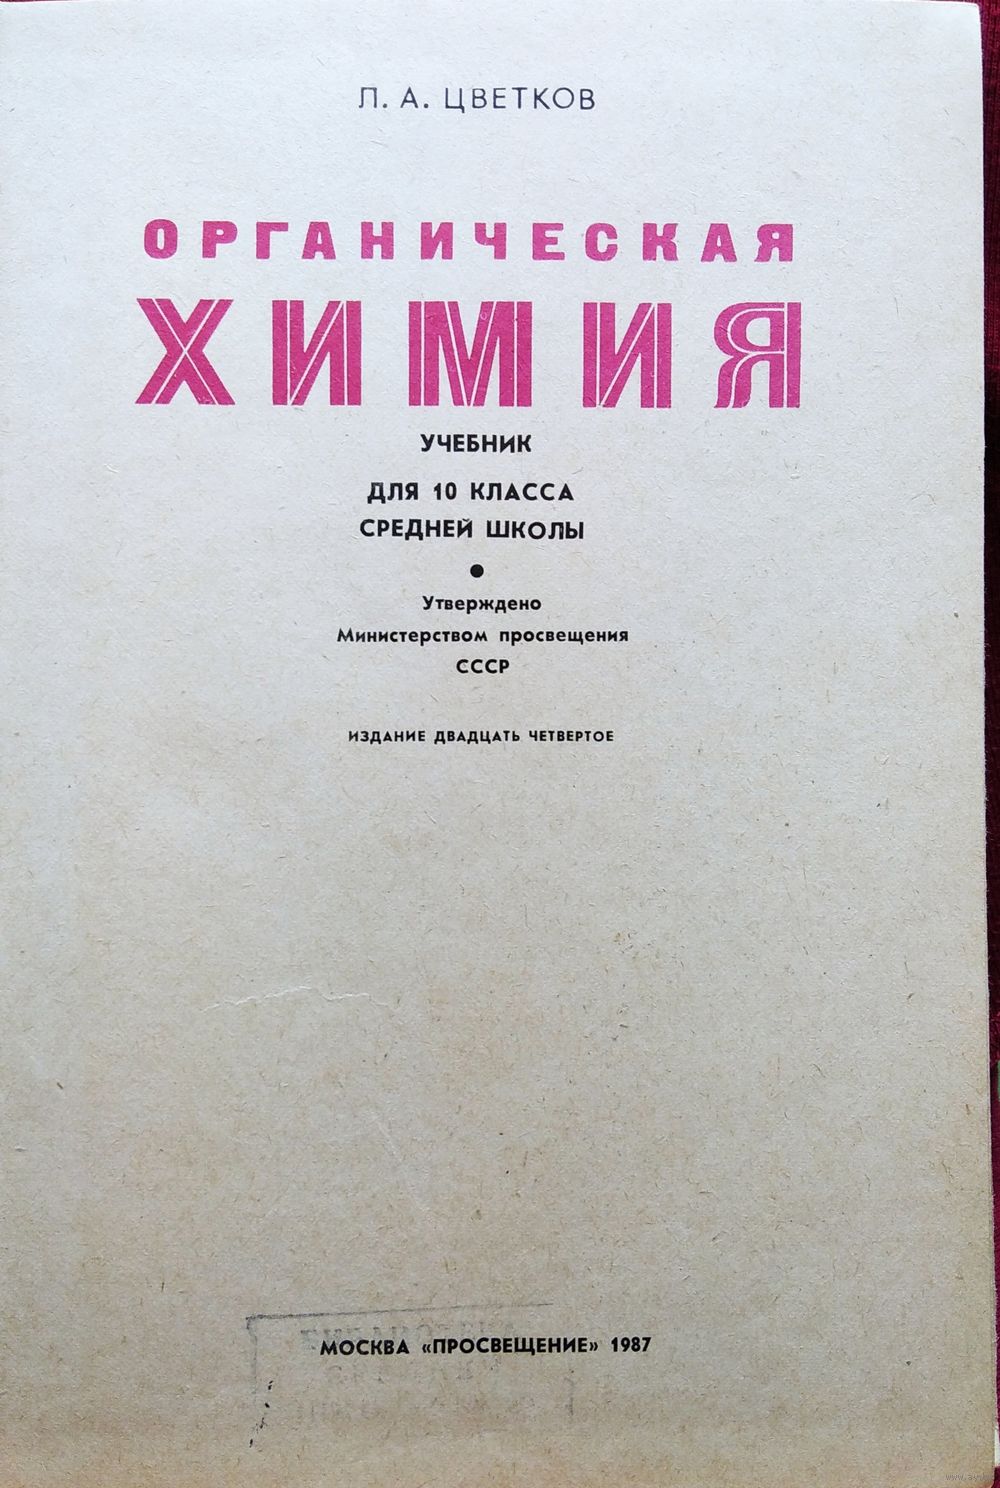 Л. А. ЦВЕТКОВ
ОРГАНИЧЕСКАЯ
ХИМИЯ
УЧЕБНИК
ДЛЯ 10 КЛАССА
СРЕДНЕЙ ШКОЛЫ
Утверждено
Министерством просвещения
СССР
ИЗДАНИЕ ДВАДЦАТЬ ЧЕТВЕРТОЕ
МОСКВА «ПРОСВЕЩЕНИЕ» 1987